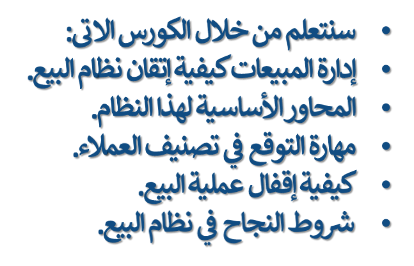 • سنتعلم من خلال الكورس الاتى:
• إدارة المبيعات كيفية إتقان نظام البيع.
• المحاور الأساسية لهذا النظام.
• مهارة التوقع في تصنيف العملاء.
• كيفية إقفال عملية البيع.
• شروط النجاح في نظام البيع.